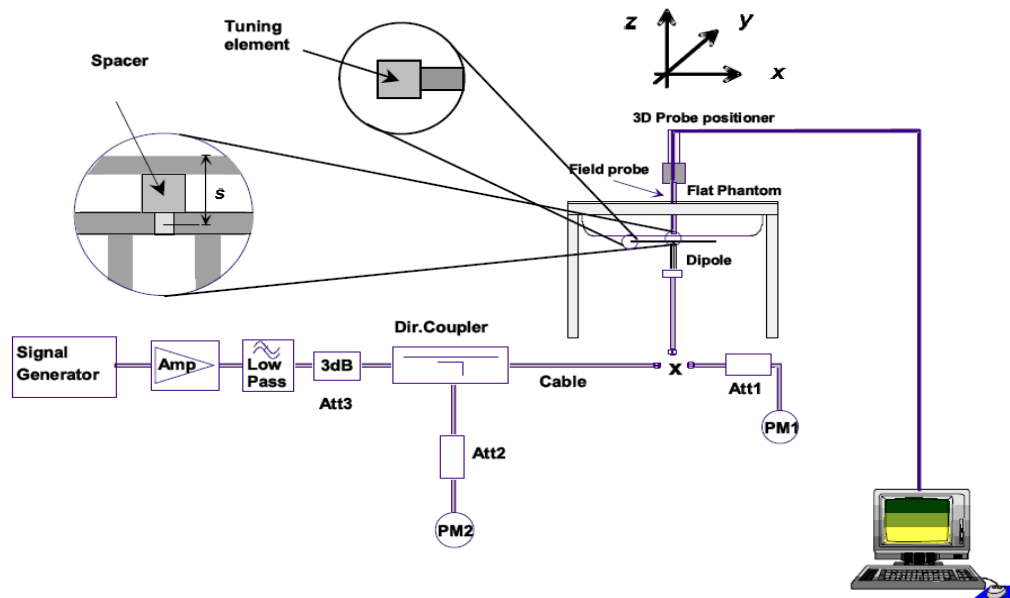 Tuning
element
Spacer
z
y
x
3D Probe positioner
Field probe
Flat Phantom
s
Dipole
Dir.Coupler
Signal
Generator
Amp
Low
Pass
3dB
Att3
Cable
x
Att1
PM1
Att2
PM2